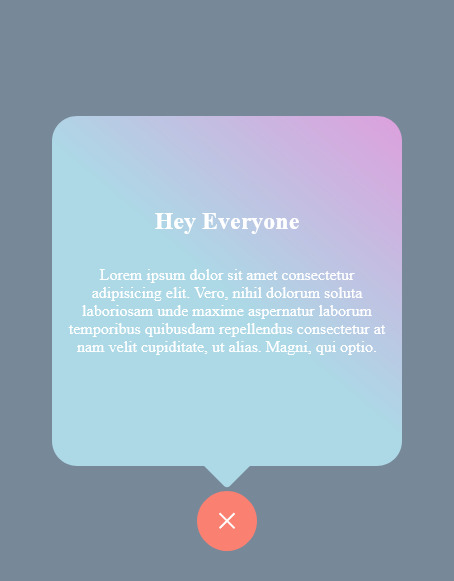 Hey Everyone
Lorem ipsum dolor sit amet consectetur
adipisicing elit. Vero, nihil dolorum soluta
laboriosam unde maxime aspernatur laborum
temporibus quibusdam repellendus consectetur at
nam velit cupiditate, ut alias. Magni, qui optio.